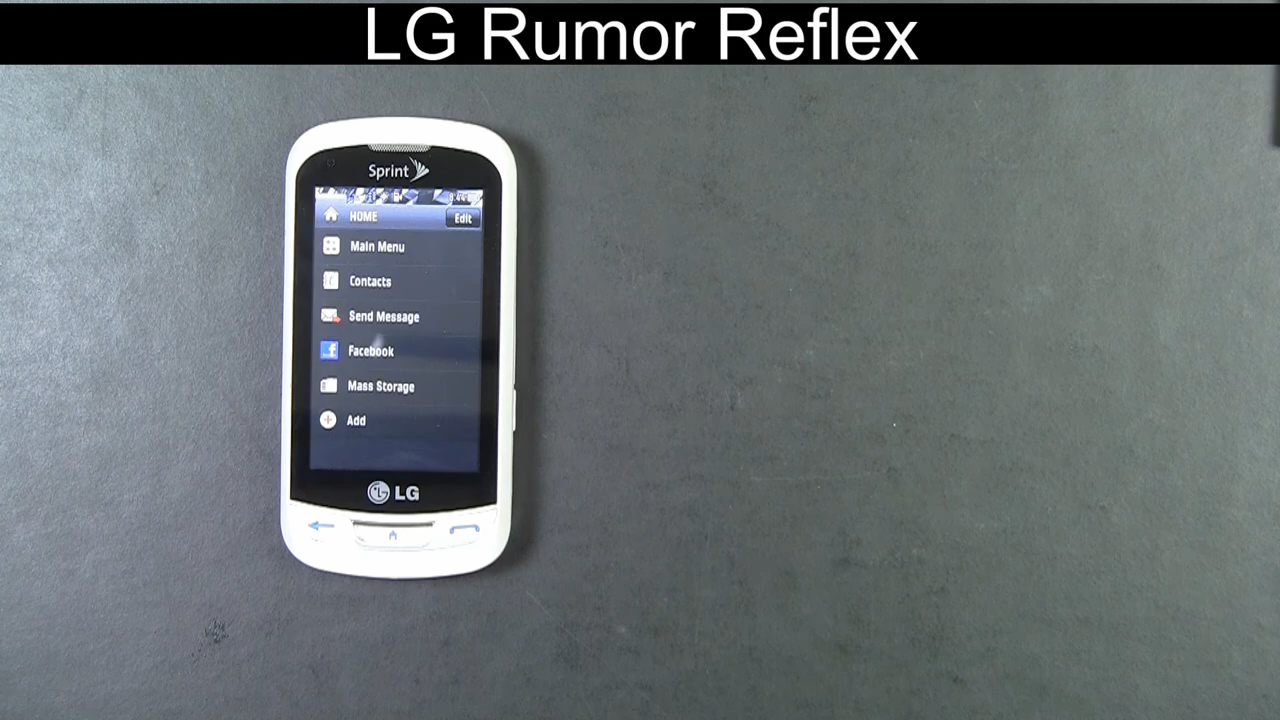 LG Rumor Reflex
Sprint
HOME
Edit
Main Menu
Contacts
Send Message
Facebook
Mass Storage
Add
LG